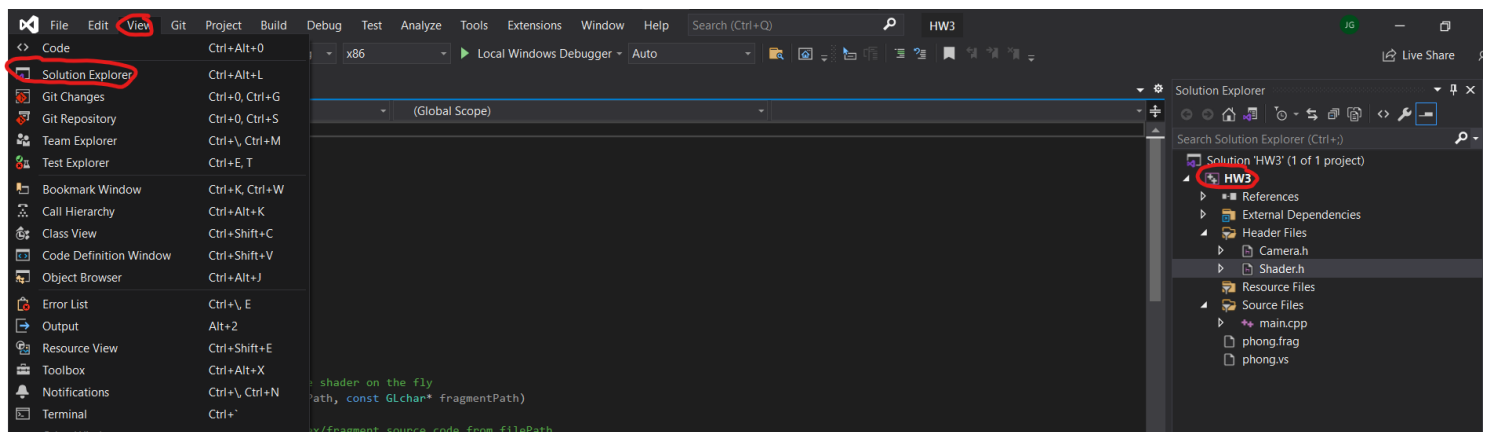 File Edit View Git Project Build Debug Test Analyze Tools Extensions Window Help Search (Ctrl+Q) HW3 JG
Code Ctrl+Alt+0 x86 Local Windows Debugger Auto Live Share
Solution Explorer Ctrl+Alt+L
Git Changes Ctrl+0, Ctrl+G
Git Repository Ctrl+0, Ctrl+S
Team Explorer Ctrl+\, Ctrl+M
Test Explorer Ctrl+E, T
Bookmark Window Ctrl+K, Ctrl+W
Call Hierarchy Ctrl+Alt+K
Class View Ctrl+Shift+C
Code Definition Window Ctrl+Shift+V
Object Browser Ctrl+Alt+J
Error List Ctrl+\, E
Output Alt+2
Resource View Ctrl+Shift+E
Toolbox Ctrl+Alt+X
Notifications Ctrl+\, Ctrl+N
Terminal Ctrl+`
(Global Scope)
shader on the fly
Path, const GLchar* fragmentPath)
fragment source code from filePath
Solution Explorer
Search Solution Explorer (Ctrl+;)
Solution 'HW3' (1 of 1 project)
HW3
References
External Dependencies
Header Files
Camera.h
Shader.h
Resource Files
Source Files
main.cpp
phong.frag
phong.vs